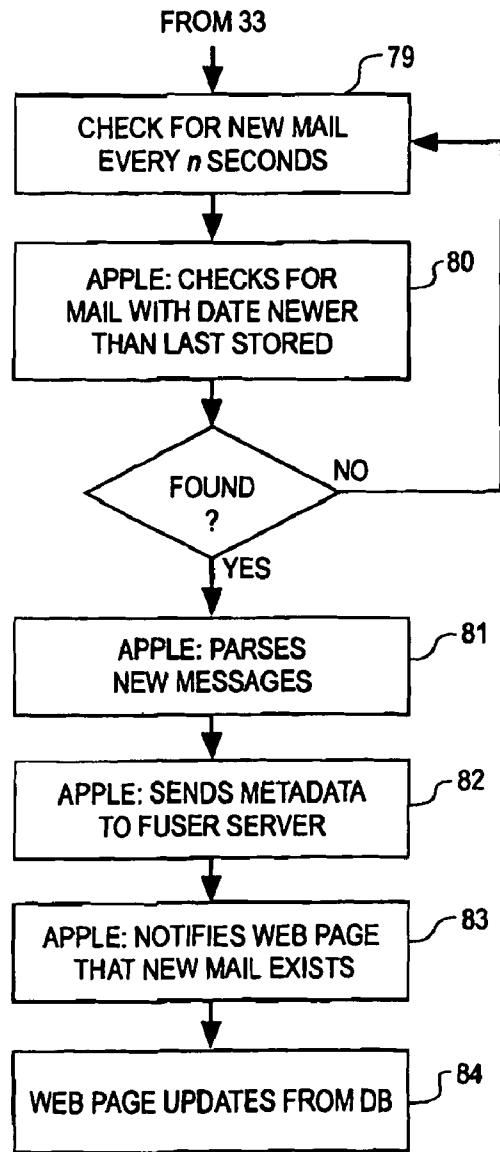 FROM 33
79
CHECK FOR NEW MAIL
EVERY n SECONDS
80
APPLE: CHECKS FOR
MAIL WITH DATE NEWER
THAN LAST STORED
FOUND
?
NO
YES
81
APPLE: PARSES
NEW MESSAGES
82
APPLE: SENDS METADATA
TO FUSER SERVER
83
APPLE: NOTIFIES WEB PAGE
THAT NEW MAIL EXISTS
84
WEB PAGE UPDATES FROM DB